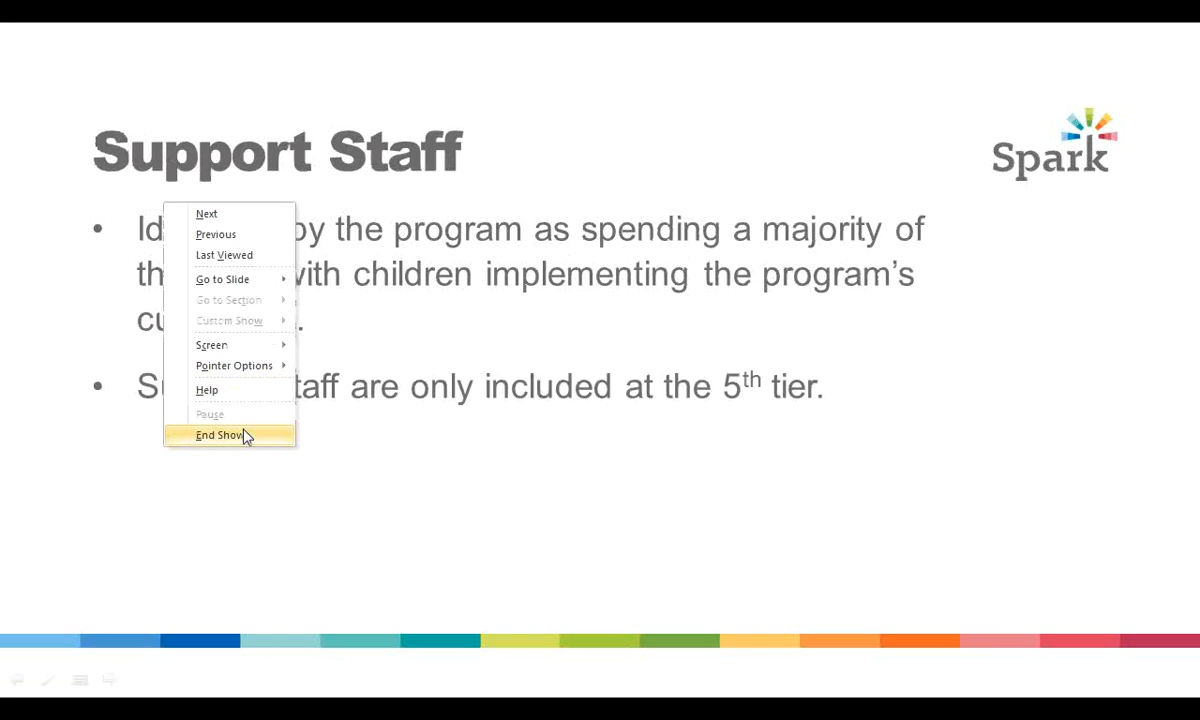 Support Staff
Spark
• Id by the program as spending a majority of
th with children implementing the program's
cu .
• S taff are only included at the 5th tier.
Next
Previous
Last Viewed
Go to Slide
Go to Section
Custom Show
Screen
Pointer Options
Help
Pause
End Show